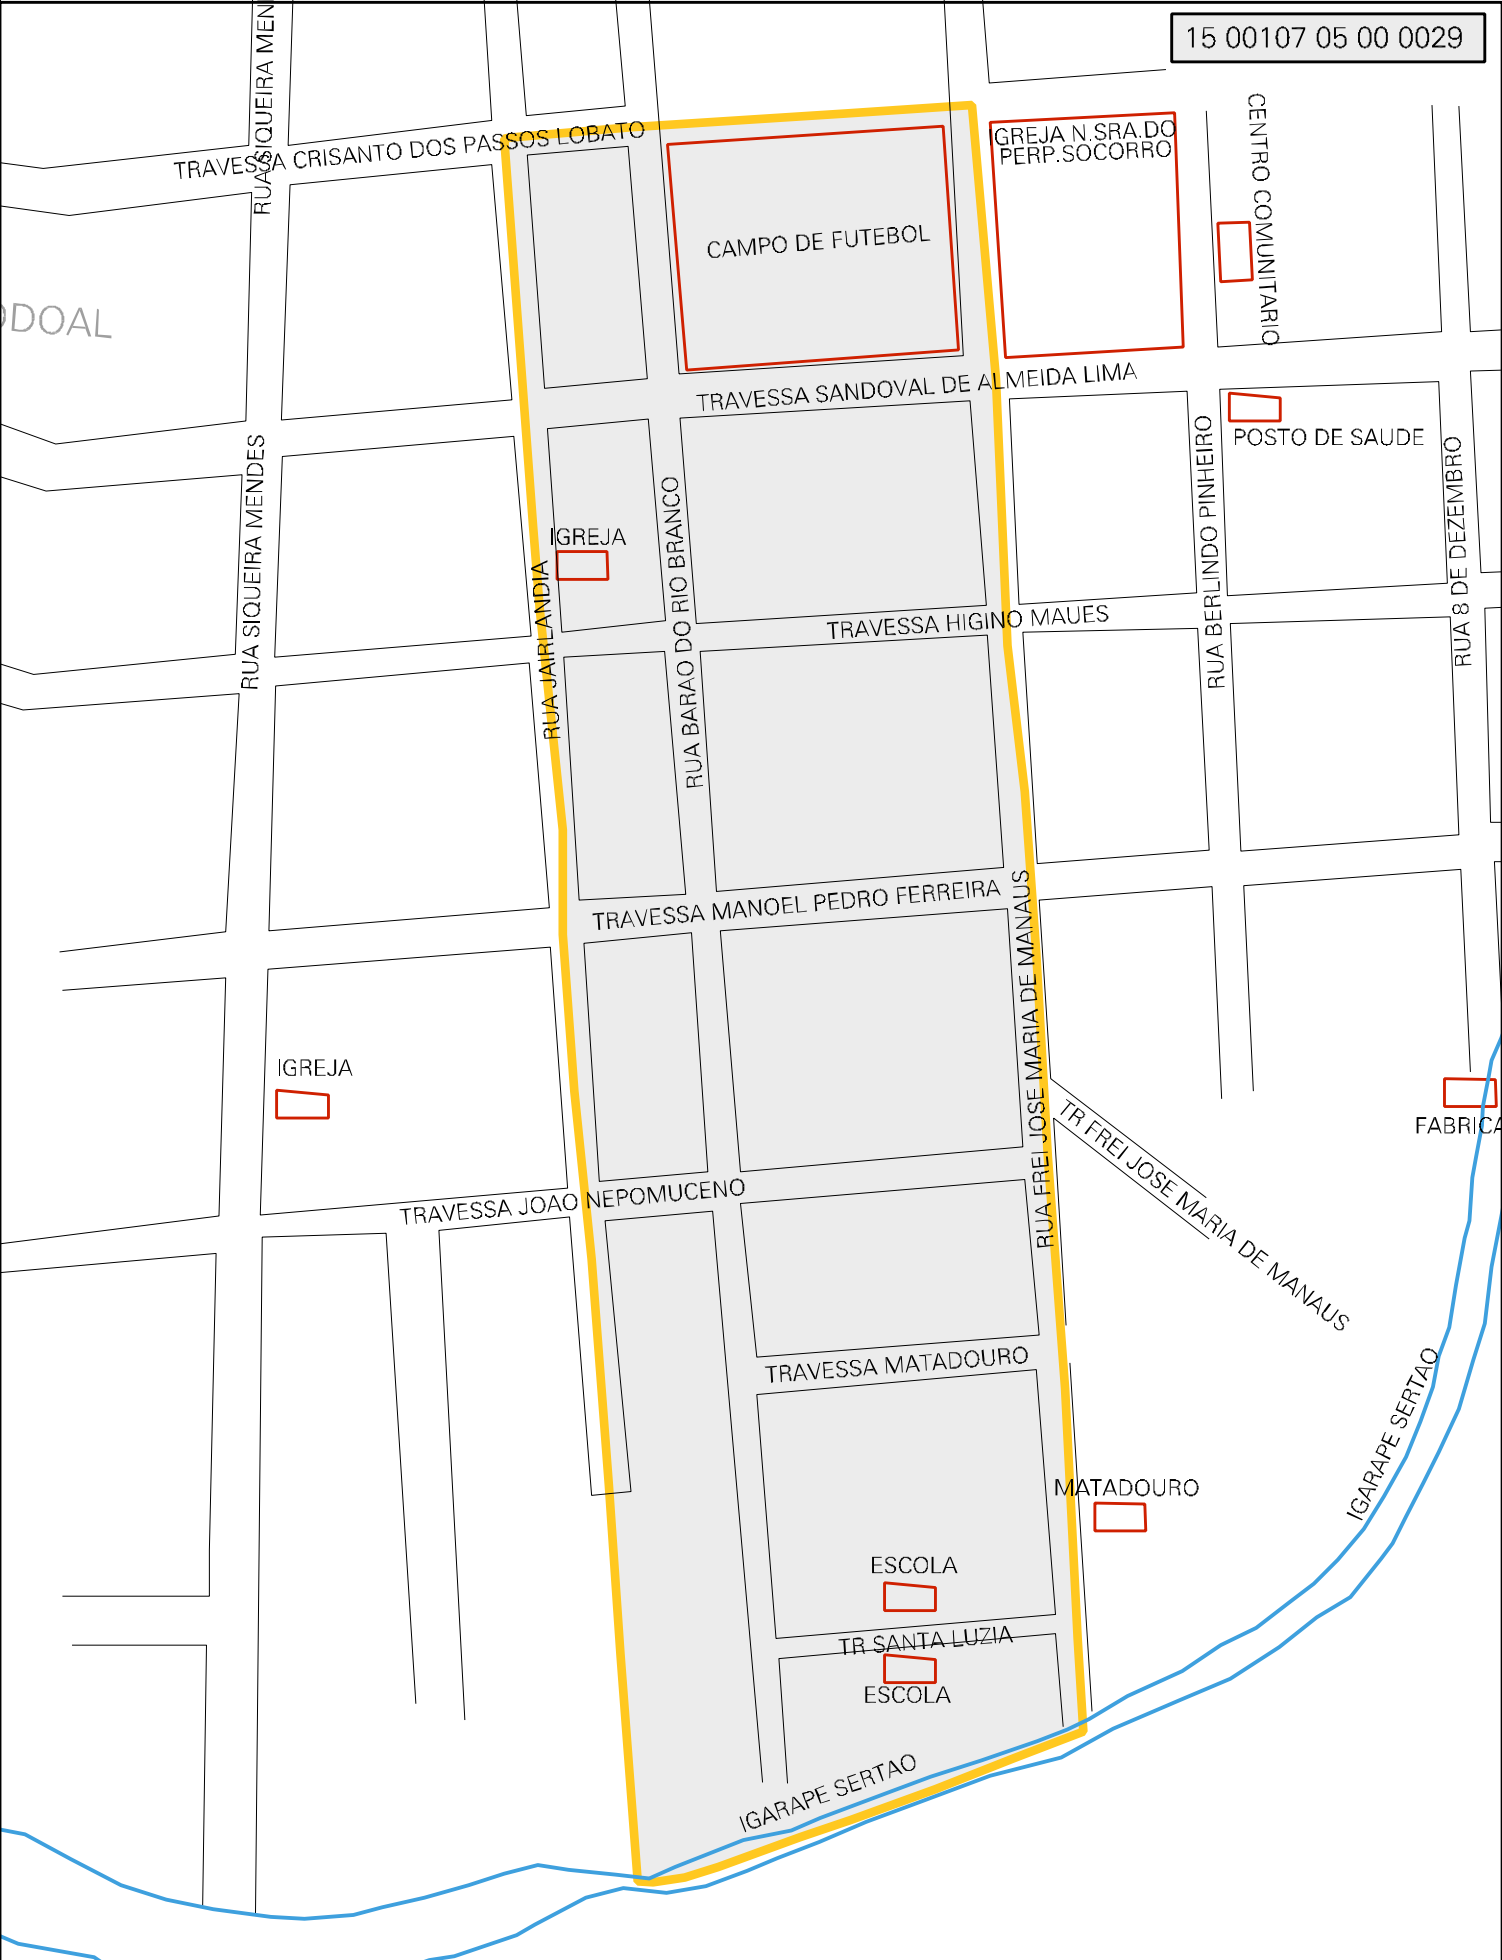 15 00107 05 00 0029
RUA SIQUEIRA MEN
TRAVESSA CRISANTO DOS PASSOS LOBATO
IGREJA N.SRA.DO
PERP.SOCORRO
CENTRO COMUNITARIO
CAMPO DE FUTEBOL
DOAL
TRAVESSA SANDOVAL DE ALMEIDA LIMA
POSTO DE SAUDE
RUA SIQUEIRA MENDES
RUA BERLINDO PINHEIRO
RUA 8 DE DEZEMBRO
IGREJA
RUA JAIRLANDIA
RUA BARAO DO RIO BRANCO
TRAVESSA HIGINO MAUES
TRAVESSA MANOEL PEDRO FERREIRA
RUA FREI JOSE MARIA DE MANAUS
IGREJA
TR FREI JOSE MARIA DE MANAUS
FABRICA
TRAVESSA JOAO NEPOMUCENO
TRAVESSA MATADOURO
IGARAPE SERTAO
MATADOURO
ESCOLA
TR SANTA LUZIA
ESCOLA
IGARAPE SERTAO